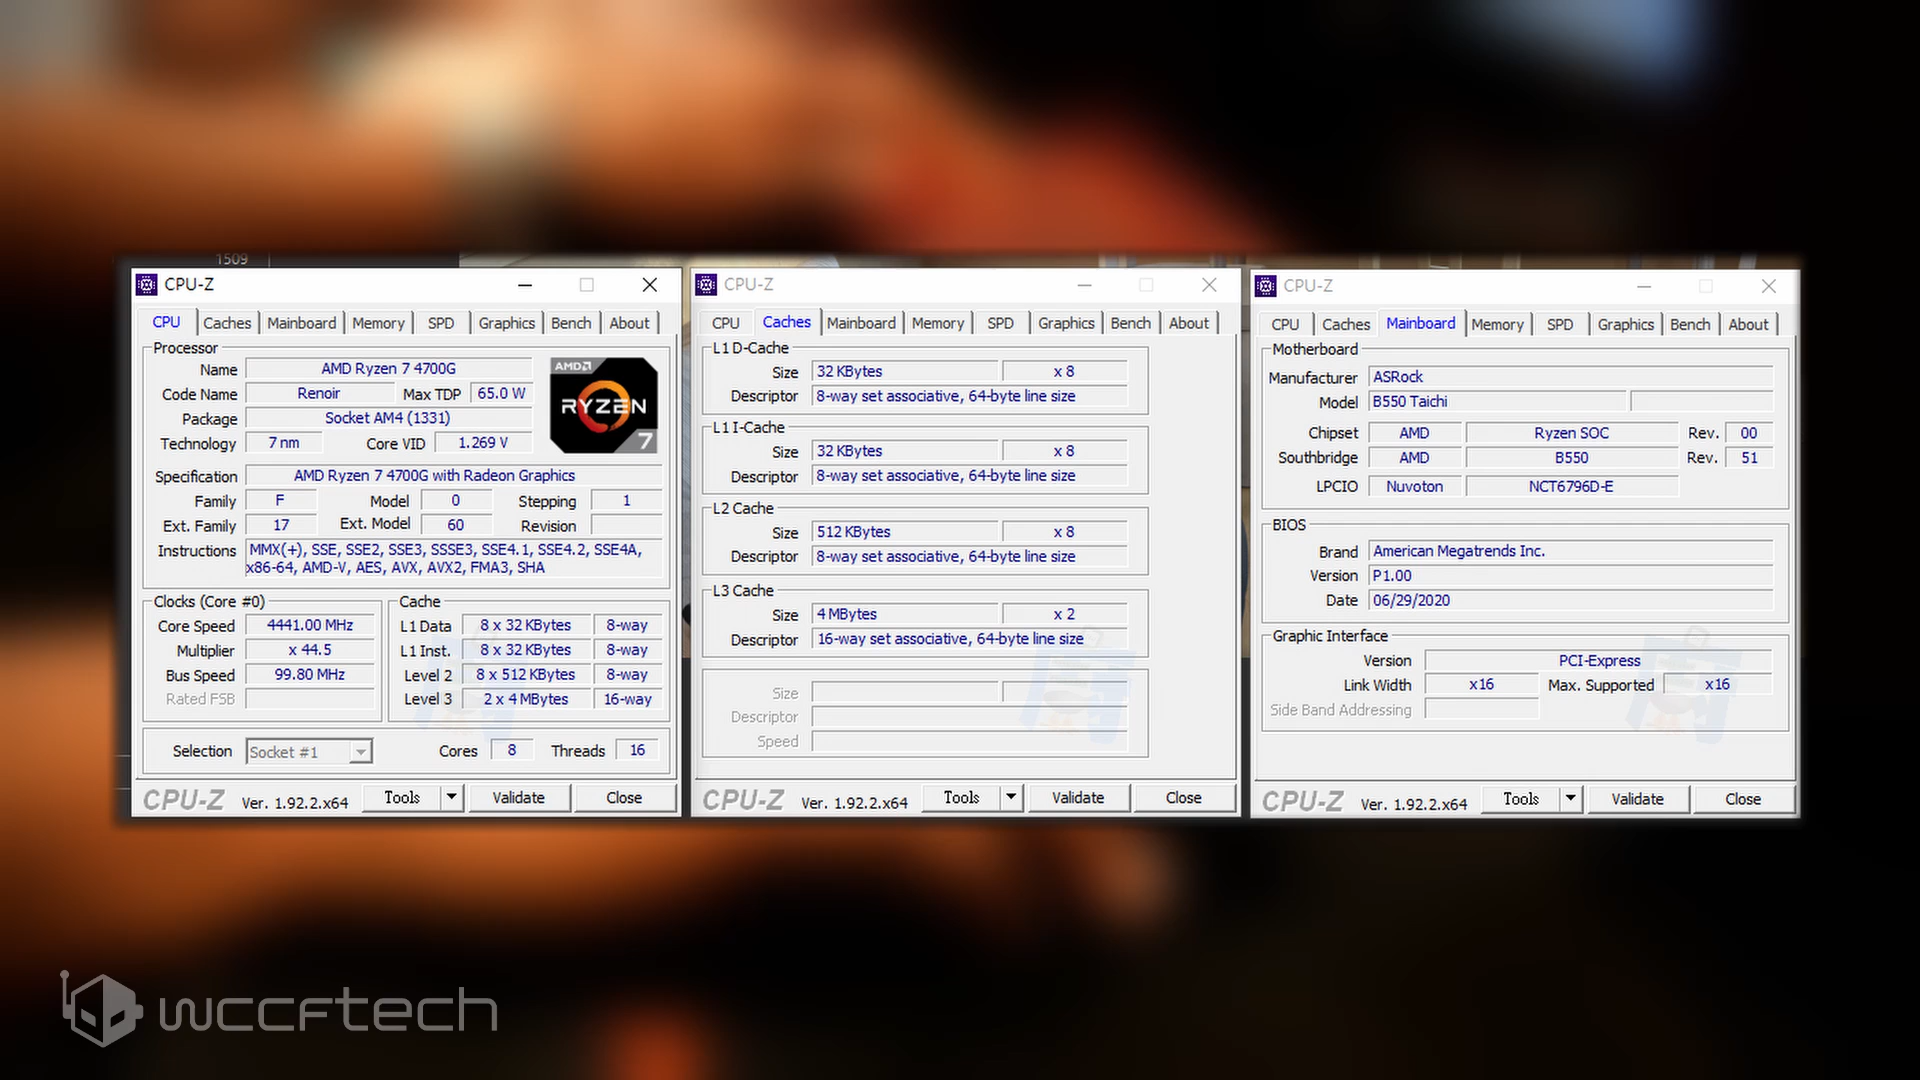 1509
CPU-Z
CPU Caches Mainboard Memory SPD Graphics Bench About
Processor
Name AMD Ryzen 7 4700G
Code Name Renoir Max TDP 65.0 W
Package Socket AM4 (1331)
Technology 7 nm Core VID 1.269 V
AMD
RYZEN
7
Specification AMD Ryzen 7 4700G with Radeon Graphics
Family F Model 0 Stepping 1
Ext. Family 17 Ext. Model 60 Revision
Instructions MMX(+), SSE, SSE2, SSE3, SSSE3, SSE4.1, SSE4.2, SSE4A,
x86-64, AMD-V, AES, AVX, AVX2, FMA3, SHA
Clocks (Core #0)
Core Speed 4441.00 MHz
Multiplier x 44.5
Bus Speed 99.80 MHz
Rated FSB
Cache
L1 Data 8 x 32 KBytes 8-way
L1 Inst. 8 x 32 KBytes 8-way
Level 2 8 x 512 KBytes 8-way
Level 3 2 x 4 MBytes 16-way
Selection Socket #1 Cores 8 Threads 16
CPU-Z Ver. 1.92.2.x64 Tools Validate Close
CPU-Z
CPU Caches Mainboard Memory SPD Graphics Bench About
L1 D-Cache
Size 32 KBytes x 8
Descriptor 8-way set associative, 64-byte line size
L1 I-Cache
Size 32 KBytes x 8
Descriptor 8-way set associative, 64-byte line size
L2 Cache
Size 512 KBytes x 8
Descriptor 8-way set associative, 64-byte line size
L3 Cache
Size 4 MBytes x 2
Descriptor 16-way set associative, 64-byte line size
Size
Descriptor
Speed
CPU-Z Ver. 1.92.2.x64 Tools Validate Close
CPU-Z
CPU Caches Mainboard Memory SPD Graphics Bench About
Motherboard
Manufacturer ASRock
Model B550 Taichi
Chipset AMD Ryzen SOC Rev. 00
Southbridge AMD B550 Rev. 51
LPCIO Nuvoton NCT6796D-E
BIOS
Brand American Megatrends Inc.
Version P1.00
Date 06/29/2020
Graphic Interface
Version PCI-Express
Link Width x16 Max. Supported x16
Side Band Addressing
CPU-Z Ver. 1.92.2.x64 Tools Validate Close
wccftech